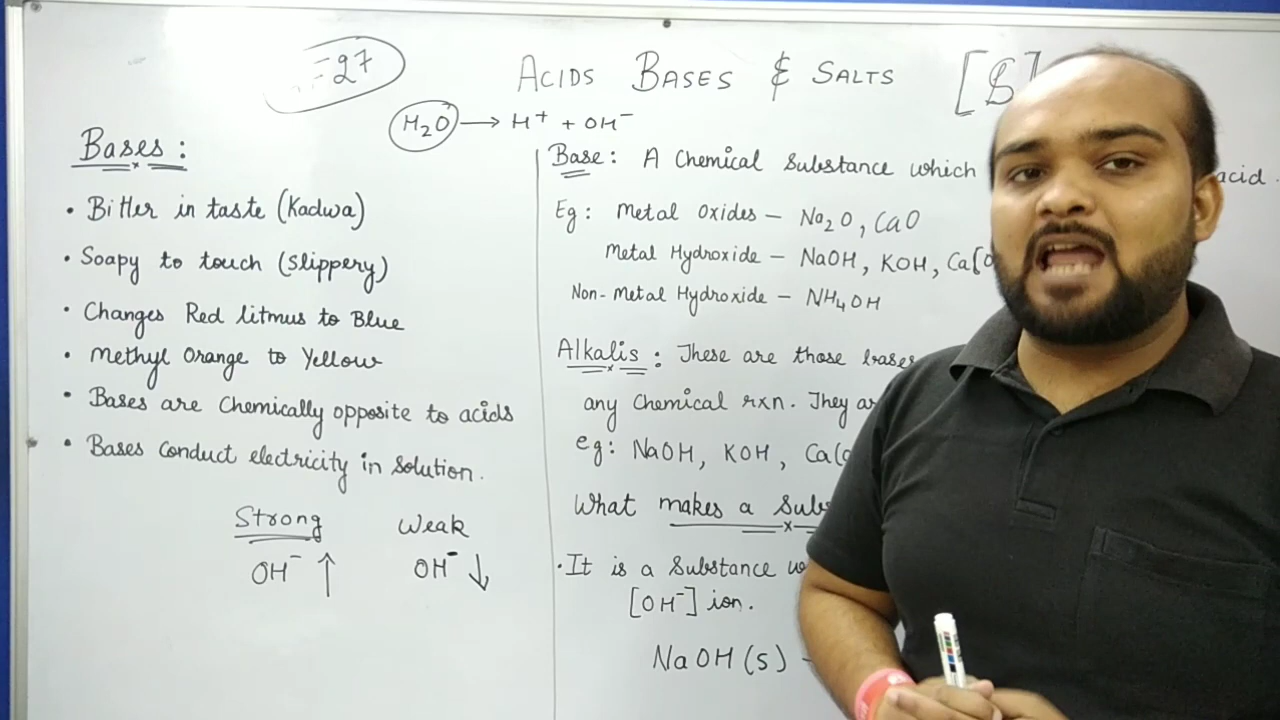 =27
ACIDS BASES & SALTS
H₂O → H⁺ + OH⁻
Bases:
• Bitter in taste (Kadwa)
• Soapy to touch (slippery)
• Changes Red litmus to Blue
• Methyl Orange to Yellow
• Bases are Chemically opposite to acids
• Bases Conduct electricity in Solution.
Strong Weak
OH⁻ ↑ OH⁻ ↓
Base: A Chemical Substance which acid.
Eg: Metal Oxides – Na₂O, CaO
Metal Hydroxide – NaOH, KOH,
Non-Metal Hydroxide – NH₄OH
Alkalis: These are those bases
any Chemical rxn. They
eg: NaOH, KOH,
What makes a
• It is a Substance
[OH⁻] ion.
NaOH(s)